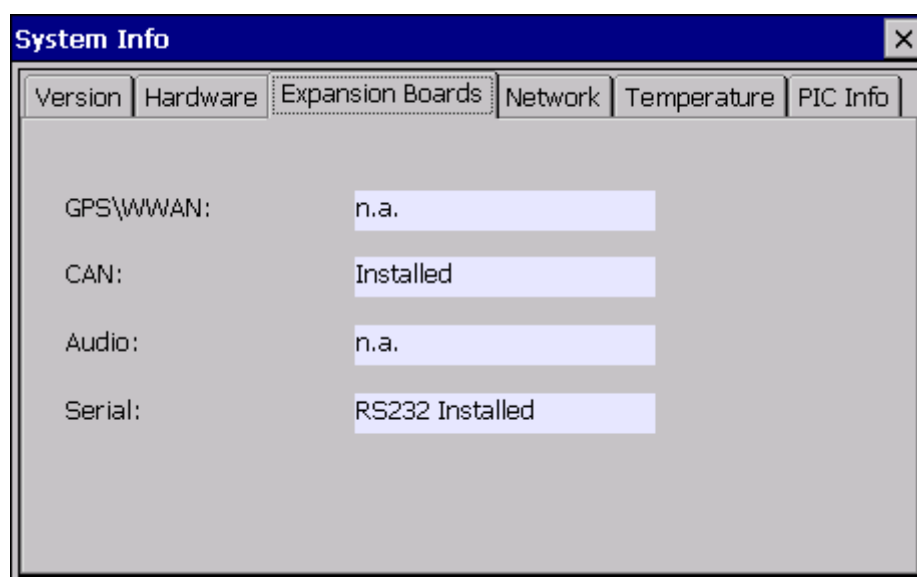 System Info
Version Hardware Expansion Boards Network Temperature PIC Info
GPS\WWAN: n.a.
CAN: Installed
Audio: n.a.
Serial: RS232 Installed